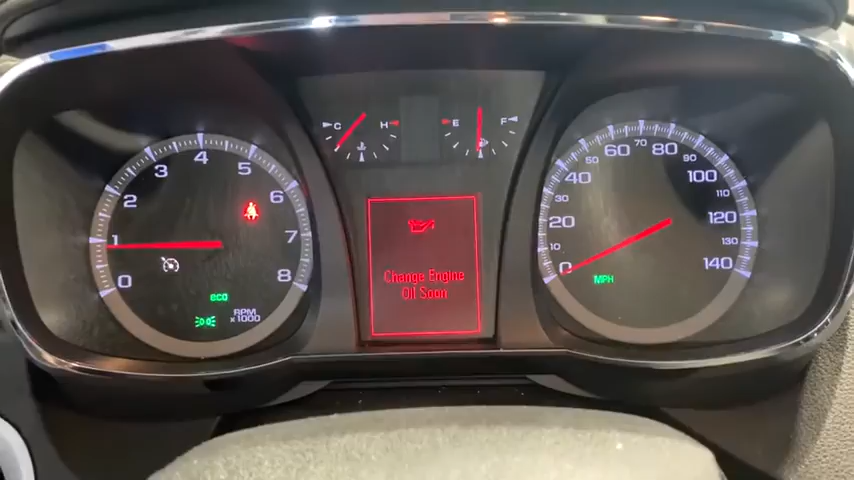 C H E F
0 1 2 3 4 5 6 7 8
eco
RPM
x1000
Change Engine
Oil Soon
0 10 20 30 40 50 60 70 80 90 100 110 120 130 140
MPH